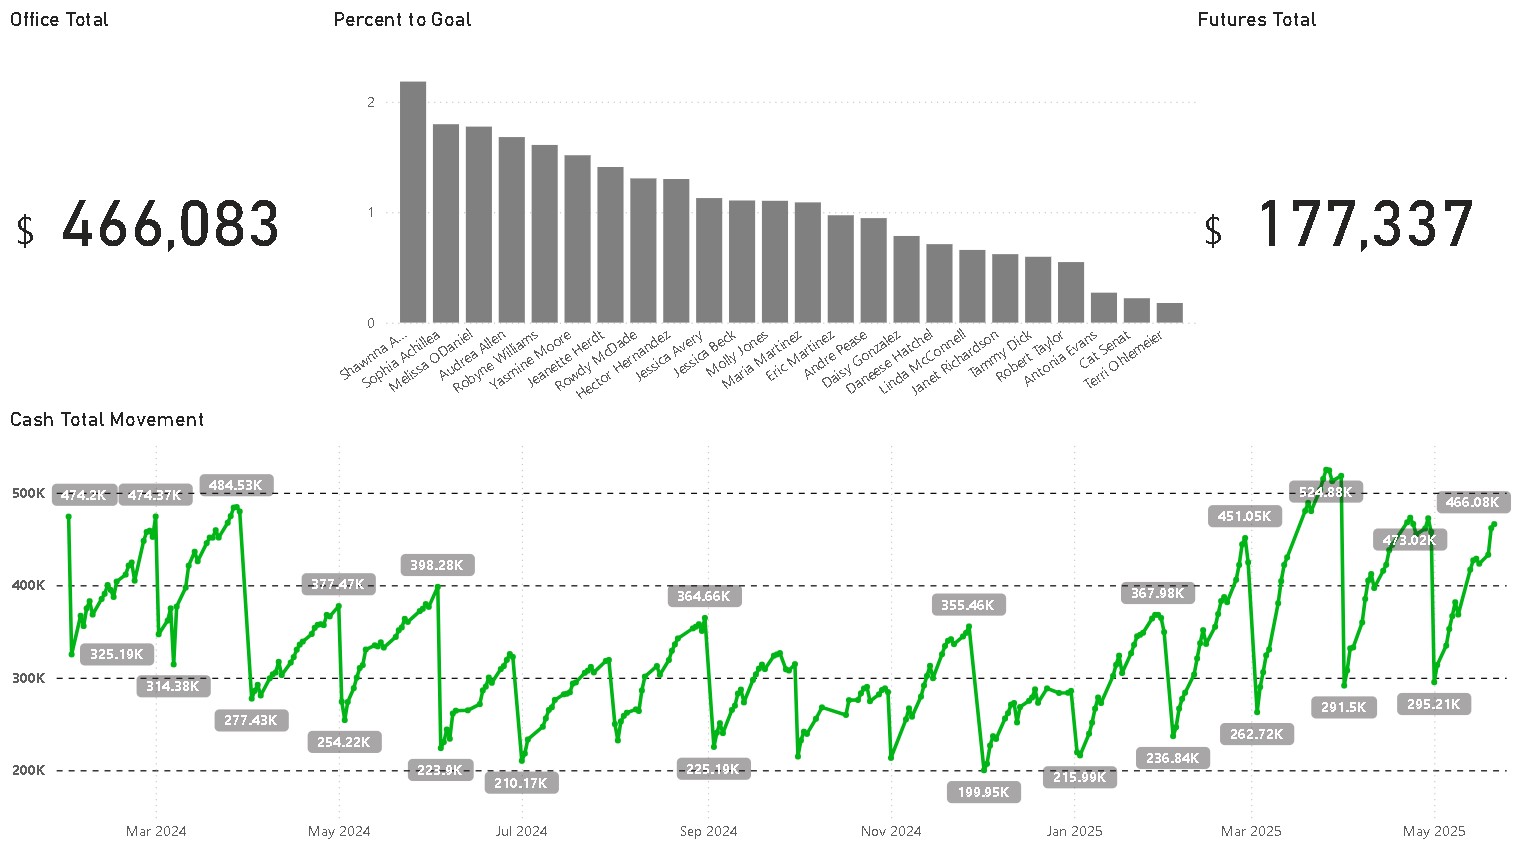 Office Total
Percent to Goal
Futures Total
$ 466,083
2
1
0
Shawnna A...
Sophia Achillea
Melissa ODaniel
Audrea Allen
Robyne Williams
Yasmine Moore
Jeanette Herdt
Rowdy McDade
Hector Hernandez
Jessica Avery
Jessica Beck
Molly Jones
Maria Martinez
Eric Martinez
Andre Pease
Daisy Gonzalez
Daneese Hatchel
Linda McConnell
Janet Richardson
Tammy Dick
Robert Taylor
Antonia Evans
Cat Senat
Terri Ohlemeier
$ 177,337
Cash Total Movement
500K
400K
300K
200K
474.2K
325.19K
474.37K
314.38K
484.53K
277.43K
377.47K
254.22K
398.28K
223.9K
210.17K
364.66K
225.19K
355.46K
199.95K
215.99K
367.98K
236.84K
451.05K
262.72K
524.88K
291.5K
473.02K
295.21K
466.08K
Mar 2024
May 2024
Jul 2024
Sep 2024
Nov 2024
Jan 2025
Mar 2025
May 2025